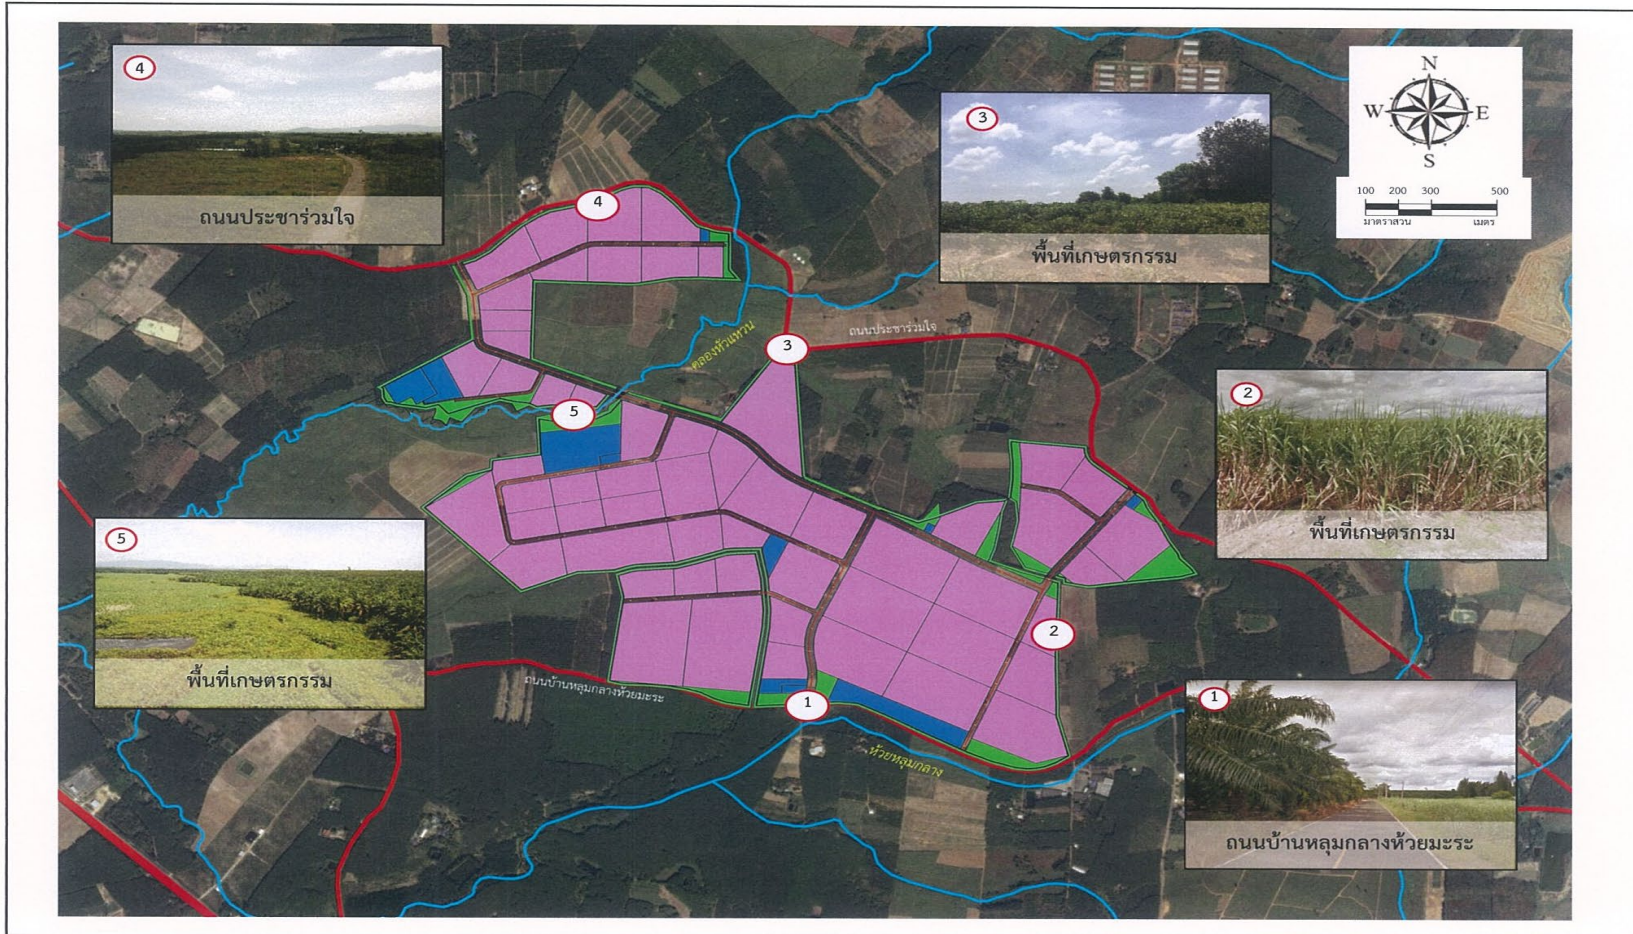 4
ถนนประชาร่วมใจ
3
พื้นที่เกษตรกรรม
N
W E
S
100 200 300 500
มาตราส่วน เมตร
4
คลองหัวแหวน
3
ถนนประชาร่วมใจ
5
2
พื้นที่เกษตรกรรม
5
พื้นที่เกษตรกรรม
2
ถนนบ้านหลุมกลางห้วยมะระ
1
ห้วยหลุมกลาง
1
ถนนบ้านหลุมกลางห้วยมะระ